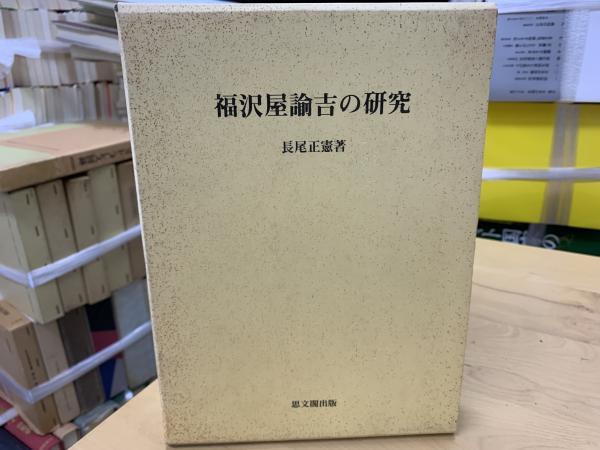 福沢屋諭吉の研究
長尾正憲著
思文閣出版